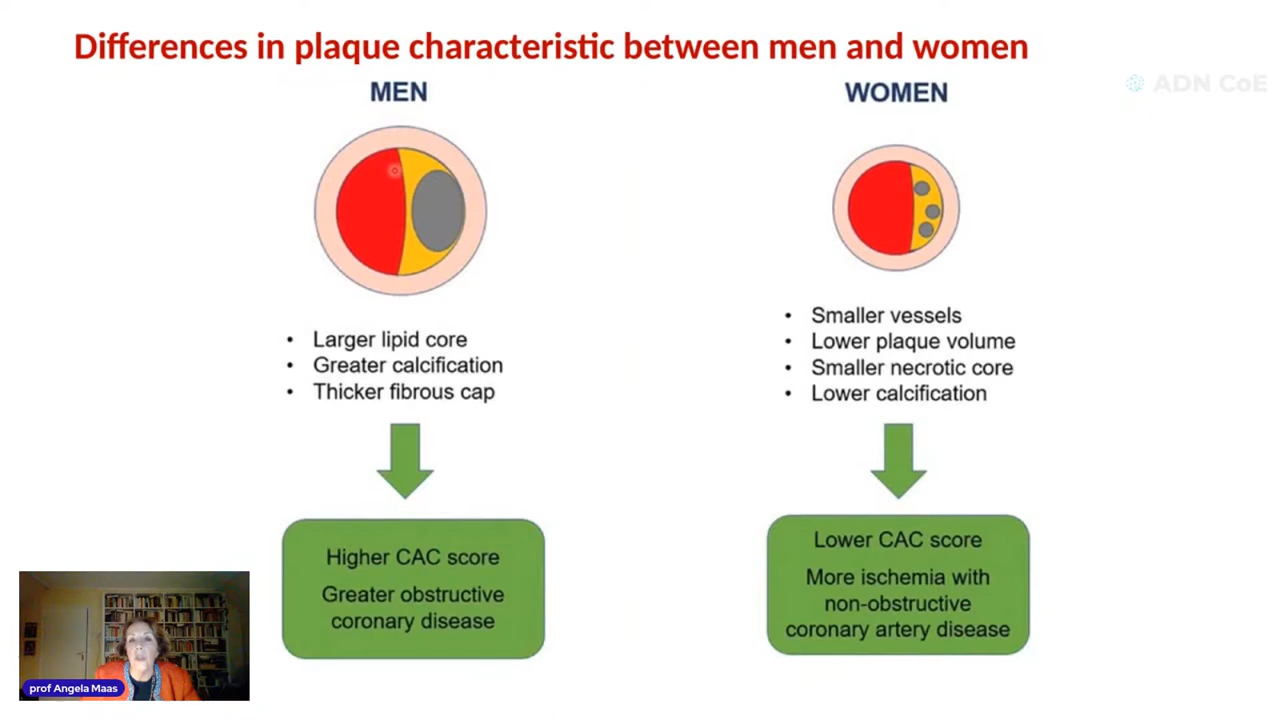 Differences in plaque characteristic between men and women
ADN CoE
MEN
• Larger lipid core
• Greater calcification
• Thicker fibrous cap
Higher CAC score
Greater obstructive
coronary disease
WOMEN
• Smaller vessels
• Lower plaque volume
• Smaller necrotic core
• Lower calcification
Lower CAC score
More ischemia with
non-obstructive
coronary artery disease
prof Angela Maas